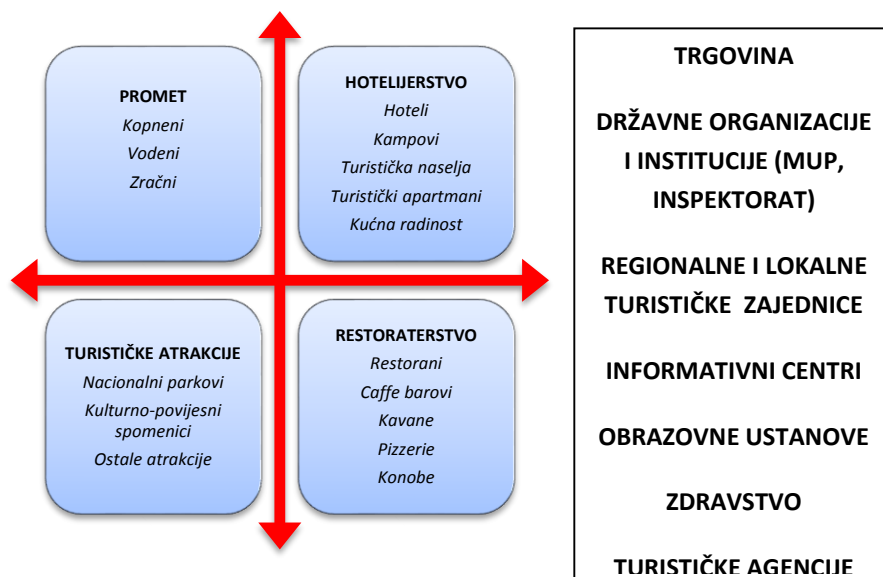 PROMET
Kopneni
Vodeni
Zračni
HOTELIJERSTVO
Hoteli
Kampovi
Turistička naselja
Turistički apartmani
Kućna radinost
TURISTIČKE ATRAKCIJE
Nacionalni parkovi
Kulturno-povijesni
spomenici
Ostale atrakcije
RESTORATERSTVO
Restorani
Caffe barovi
Kavane
Pizzerie
Konobe
TRGOVINA
DRŽAVNE ORGANIZACIJE
I INSTITUCIJE (MUP,
INSPEKTORAT)
REGIONALNE I LOKALNE
TURISTIČKE ZAJEDNICE
INFORMATIVNI CENTRI
OBRAZOVNE USTANOVE
ZDRAVSTVO
TURISTIČKE AGENCIJE